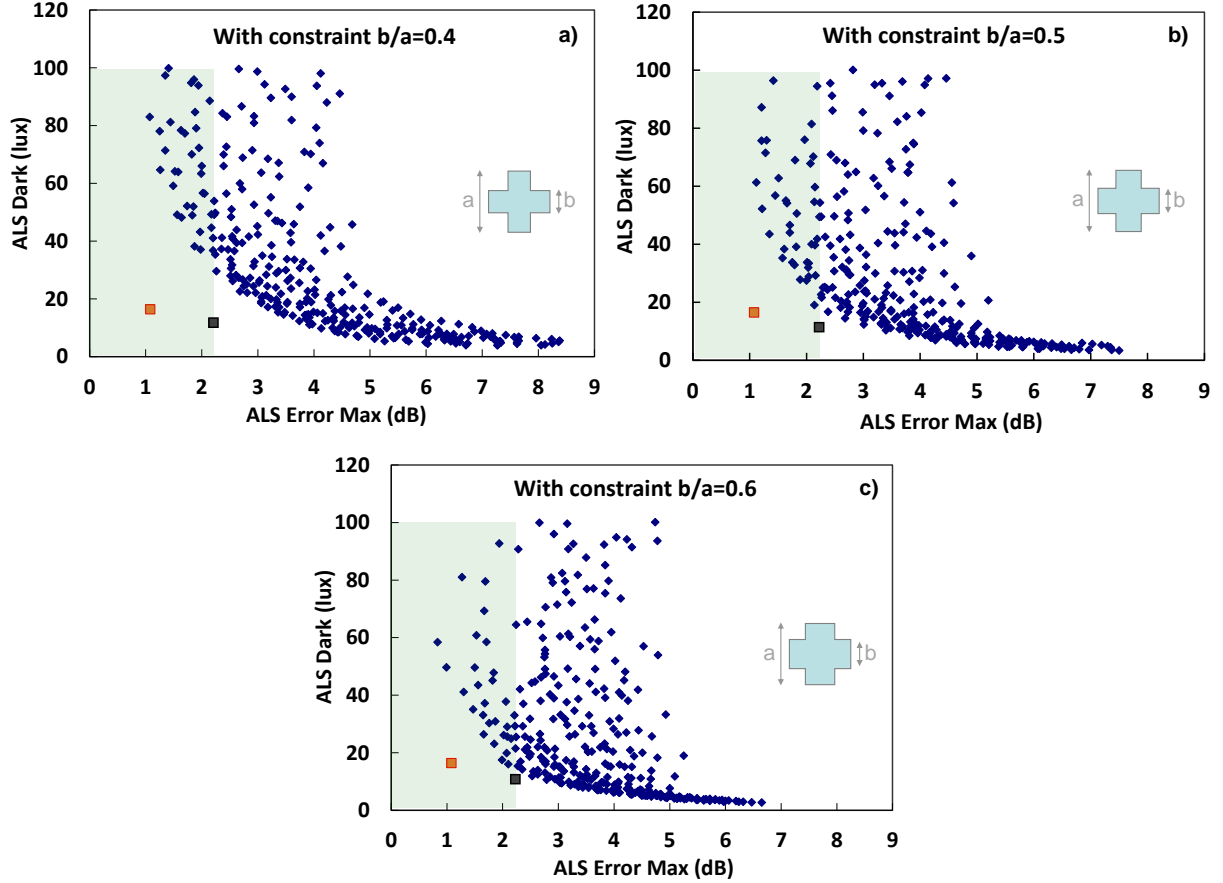 With constraint b/a=0.4
a)
120
100
80
60
40
20
0
ALS Dark (lux)
a
b
0 1 2 3 4 5 6 7 8 9
ALS Error Max (dB)
With constraint b/a=0.5
b)
120
100
80
60
40
20
0
ALS Dark (lux)
a
b
0 1 2 3 4 5 6 7 8 9
ALS Error Max (dB)
With constraint b/a=0.6
c)
120
100
80
60
40
20
0
ALS Dark (lux)
a
b
0 1 2 3 4 5 6 7 8 9
ALS Error Max (dB)